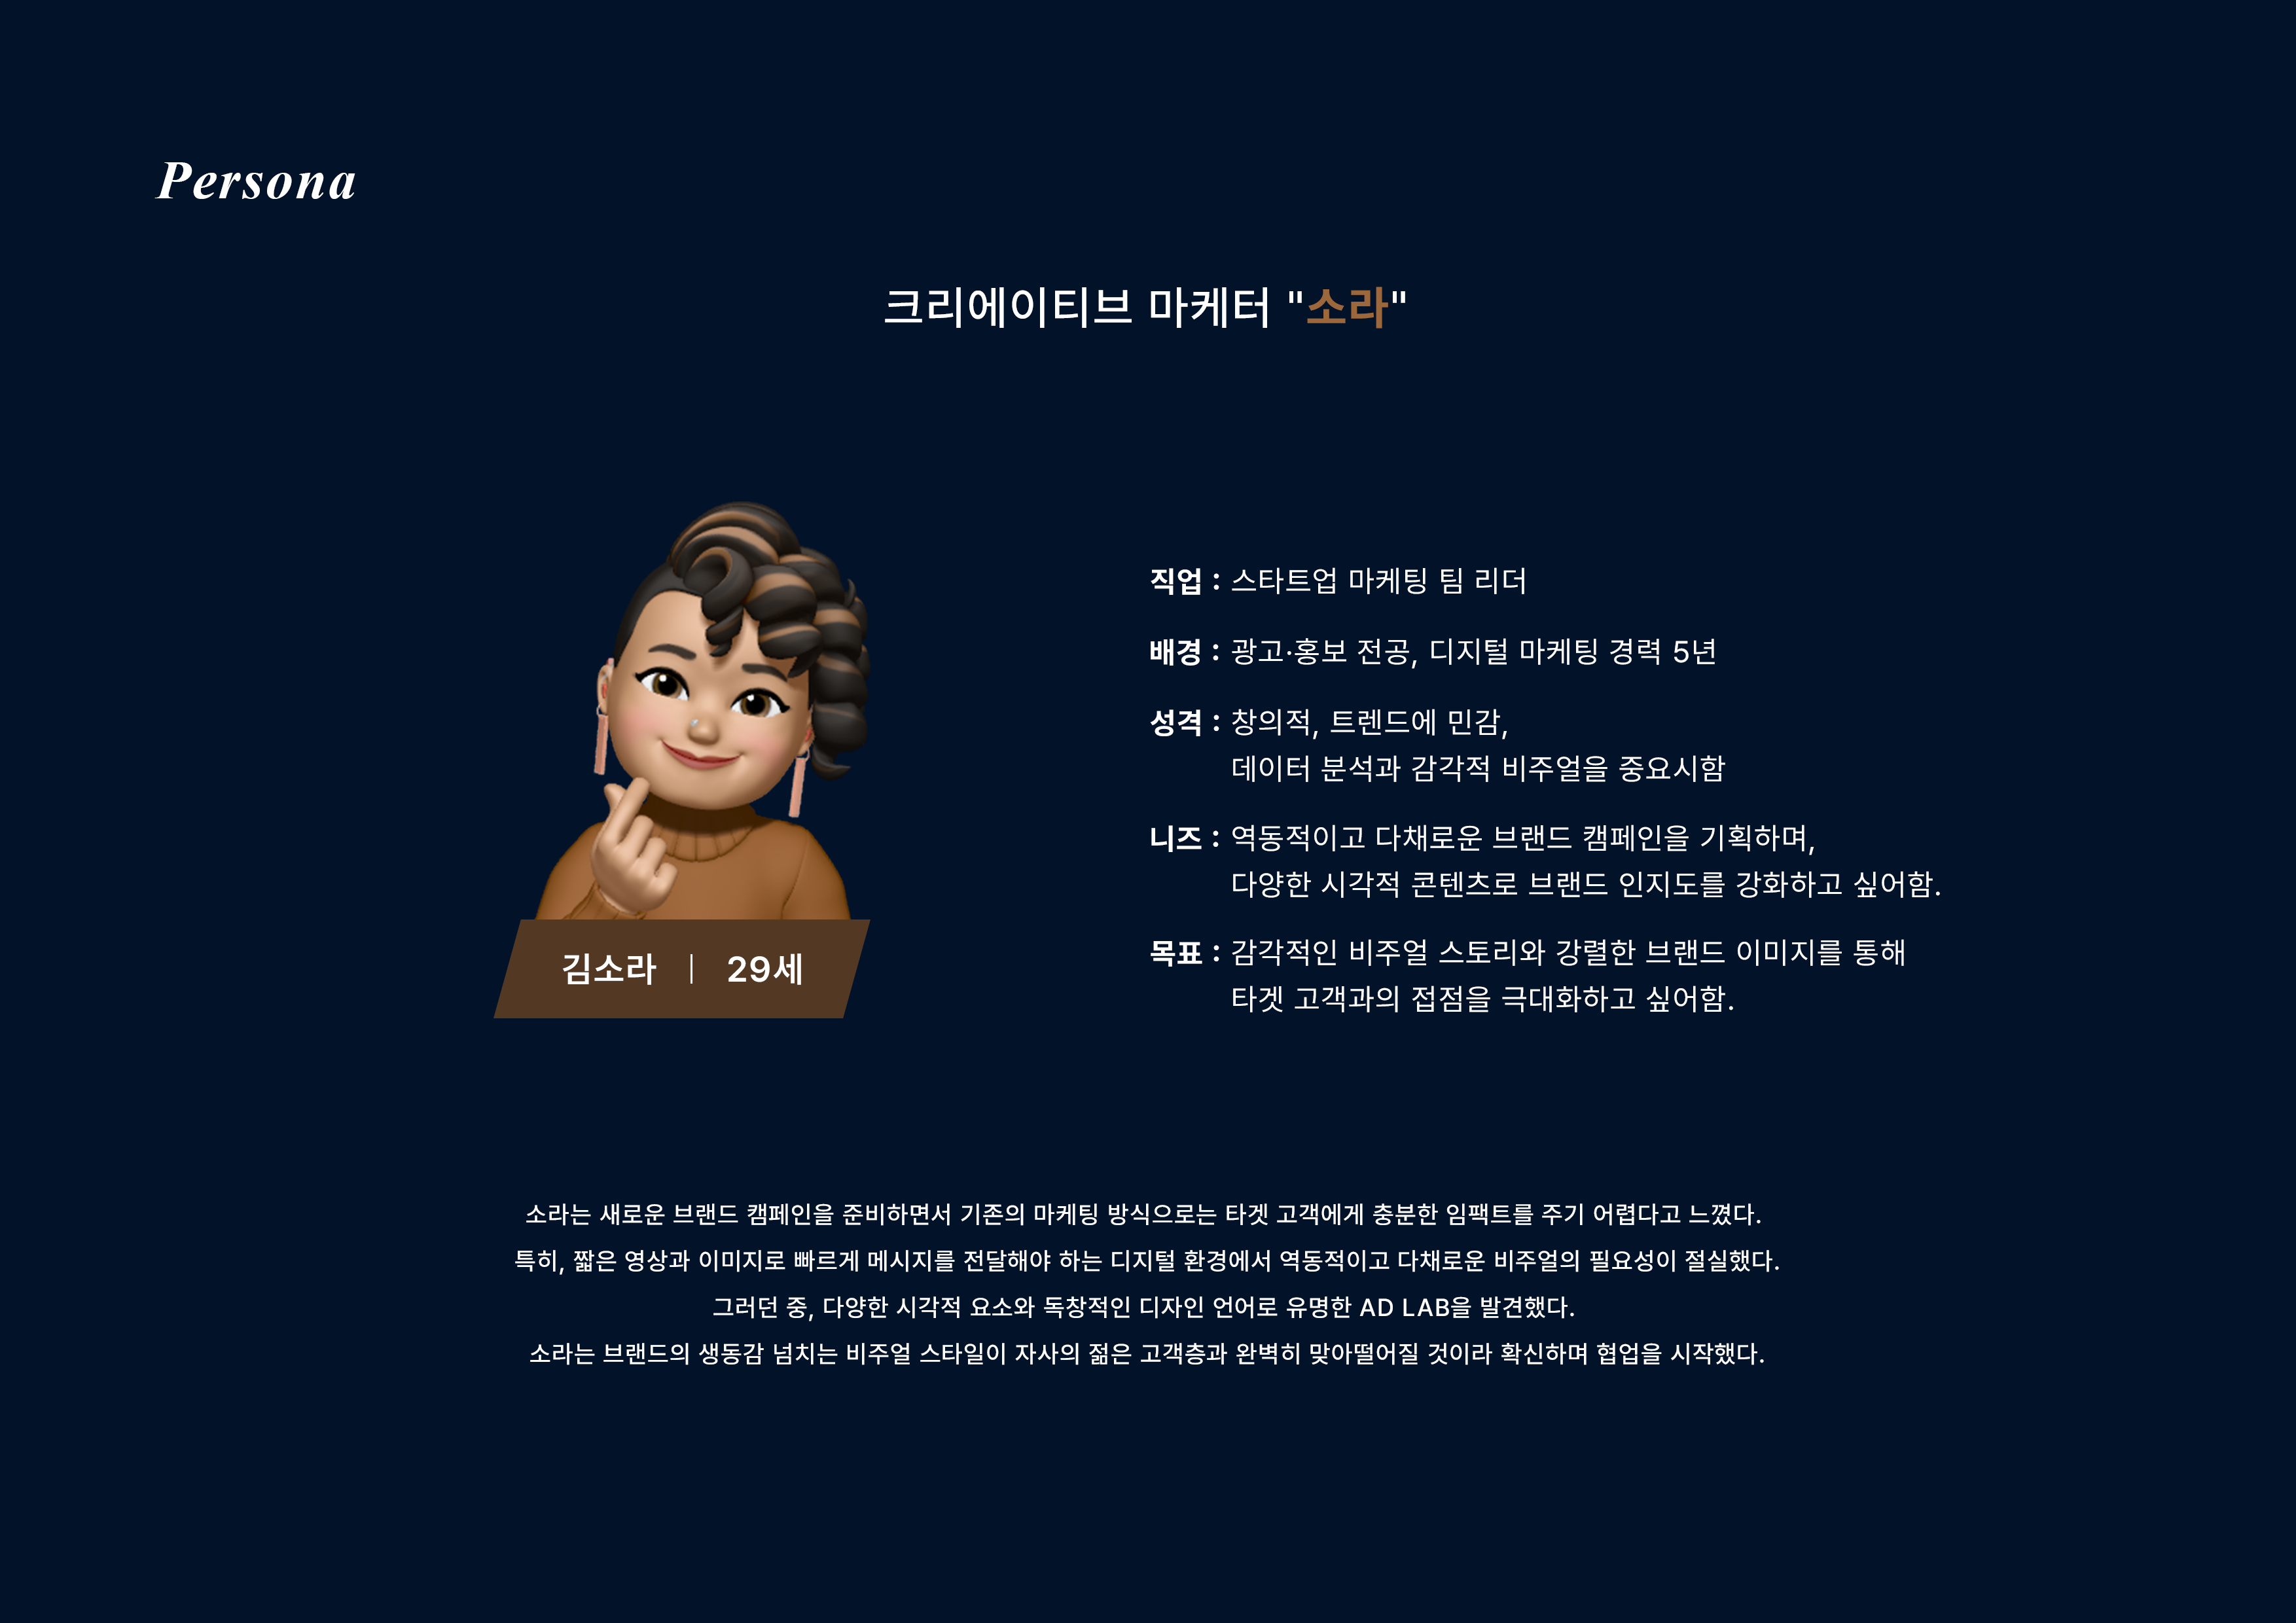 Persona
크리에이티브 마케터 "소라"
직업 : 스타트업 마케팅 팀 리더
배경 : 광고·홍보 전공, 디지털 마케팅 경력 5년
성격 : 창의적, 트렌드에 민감,
데이터 분석과 감각적 비주얼을 중요시함
니즈 : 역동적이고 다채로운 브랜드 캠페인을 기획하며,
다양한 시각적 콘텐츠로 브랜드 인지도를 강화하고 싶어함.
목표 : 감각적인 비주얼 스토리와 강렬한 브랜드 이미지를 통해
타겟 고객과의 접점을 극대화하고 싶어함.
김소라 | 29세
소라는 새로운 브랜드 캠페인을 준비하면서 기존의 마케팅 방식으로는 타겟 고객에게 충분한 임팩트를 주기 어렵다고 느꼈다.
특히, 짧은 영상과 이미지로 빠르게 메시지를 전달해야 하는 디지털 환경에서 역동적이고 다채로운 비주얼의 필요성이 절실했다.
그러던 중, 다양한 시각적 요소와 독창적인 디자인 언어로 유명한 AD LAB을 발견했다.
소라는 브랜드의 생동감 넘치는 비주얼 스타일이 자사의 젊은 고객층과 완벽히 맞아떨어질 것이라 확신하며 협업을 시작했다.